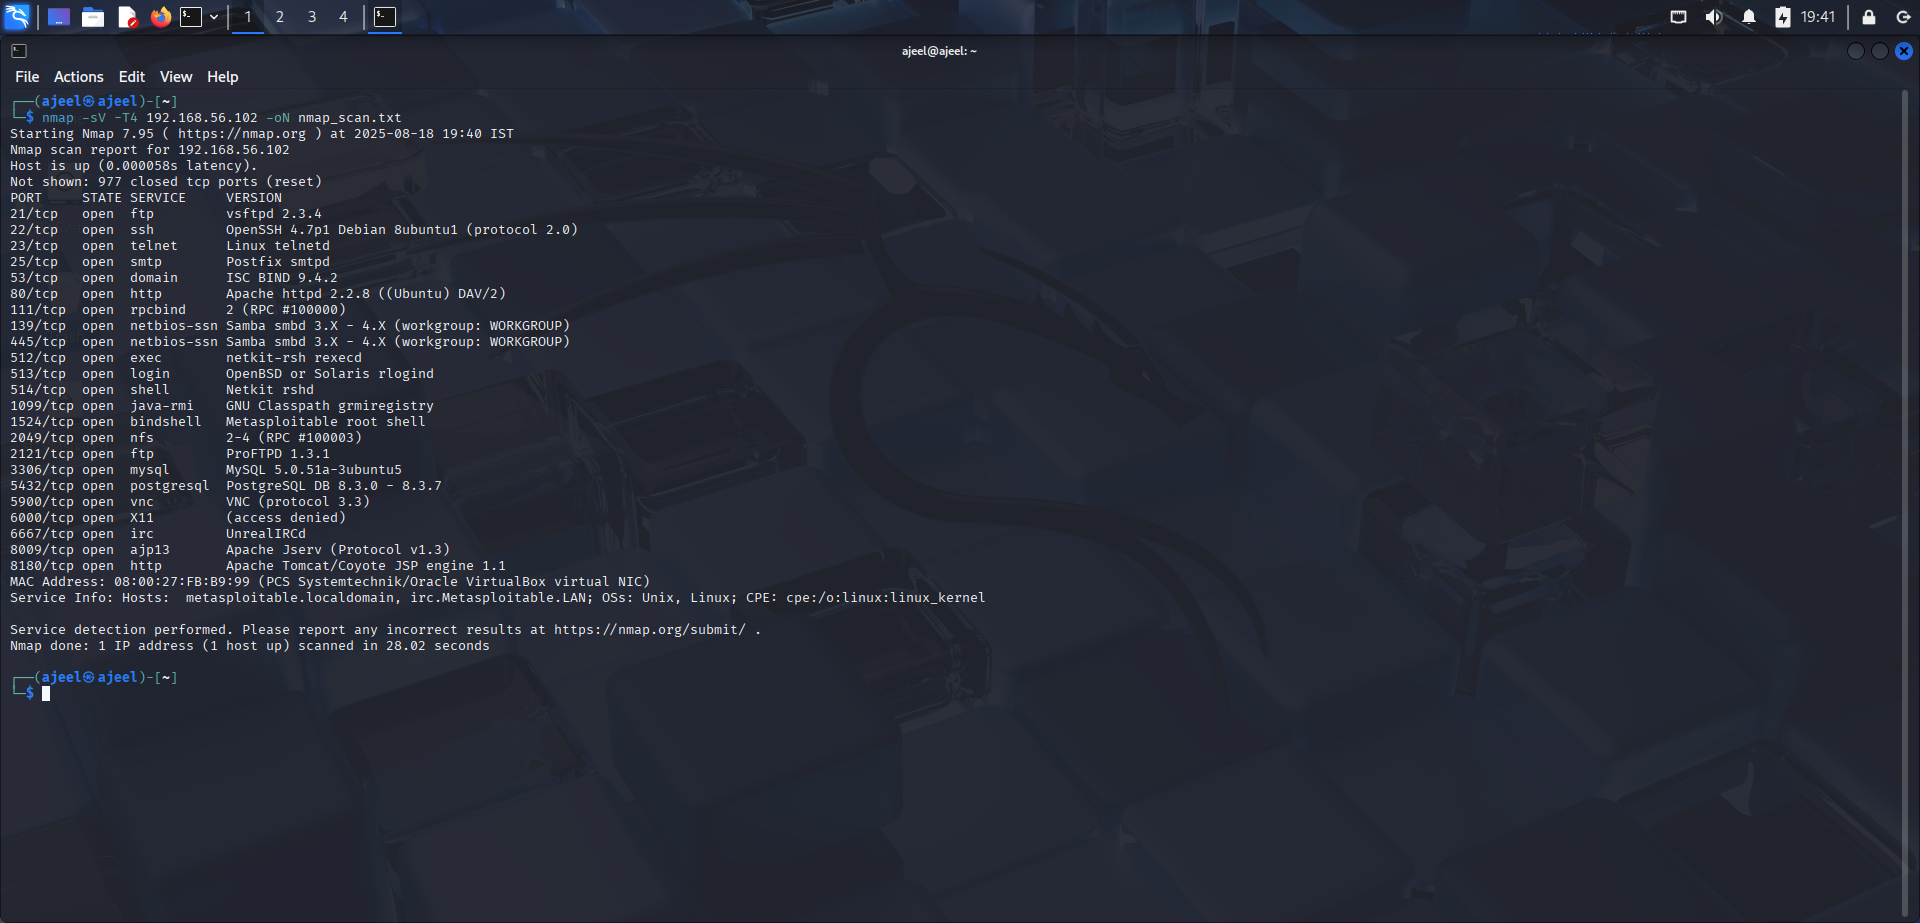 1 2 3 4 19:41
ajeel@ajeel: ~
File Actions Edit View Help
┌──(ajeel㉿ajeel)-[~]
└─$ nmap -sV -T4 192.168.56.102 -oN nmap_scan.txt
Starting Nmap 7.95 ( https://nmap.org ) at 2025-08-18 19:40 IST
Nmap scan report for 192.168.56.102
Host is up (0.000058s latency).
Not shown: 977 closed tcp ports (reset)
PORT     STATE SERVICE     VERSION
21/tcp   open  ftp         vsftpd 2.3.4
22/tcp   open  ssh         OpenSSH 4.7p1 Debian 8ubuntu1 (protocol 2.0)
23/tcp   open  telnet      Linux telnetd
25/tcp   open  smtp        Postfix smtpd
53/tcp   open  domain      ISC BIND 9.4.2
80/tcp   open  http        Apache httpd 2.2.8 ((Ubuntu) DAV/2)
111/tcp  open  rpcbind     2 (RPC #100000)
139/tcp  open  netbios-ssn Samba smbd 3.X - 4.X (workgroup: WORKGROUP)
445/tcp  open  netbios-ssn Samba smbd 3.X - 4.X (workgroup: WORKGROUP)
512/tcp  open  exec        netkit-rsh rexecd
513/tcp  open  login       OpenBSD or Solaris rlogind
514/tcp  open  shell       Netkit rshd
1099/tcp open  java-rmi    GNU Classpath grmiregistry
1524/tcp open  bindshell   Metasploitable root shell
2049/tcp open  nfs         2-4 (RPC #100003)
2121/tcp open  ftp         ProFTPD 1.3.1
3306/tcp open  mysql       MySQL 5.0.51a-3ubuntu5
5432/tcp open  postgresql  PostgreSQL DB 8.3.0 - 8.3.7
5900/tcp open  vnc         VNC (protocol 3.3)
6000/tcp open  X11         (access denied)
6667/tcp open  irc         UnrealIRCd
8009/tcp open  ajp13       Apache Jserv (Protocol v1.3)
8180/tcp open  http        Apache Tomcat/Coyote JSP engine 1.1
MAC Address: 08:00:27:FB:B9:99 (PCS Systemtechnik/Oracle VirtualBox virtual NIC)
Service Info: Hosts:  metasploitable.localdomain, irc.Metasploitable.LAN; OSs: Unix, Linux; CPE: cpe:/o:linux:linux_kernel
Service detection performed. Please report any incorrect results at https://nmap.org/submit/ .
Nmap done: 1 IP address (1 host up) scanned in 28.02 seconds
┌──(ajeel㉿ajeel)-[~]
└─$